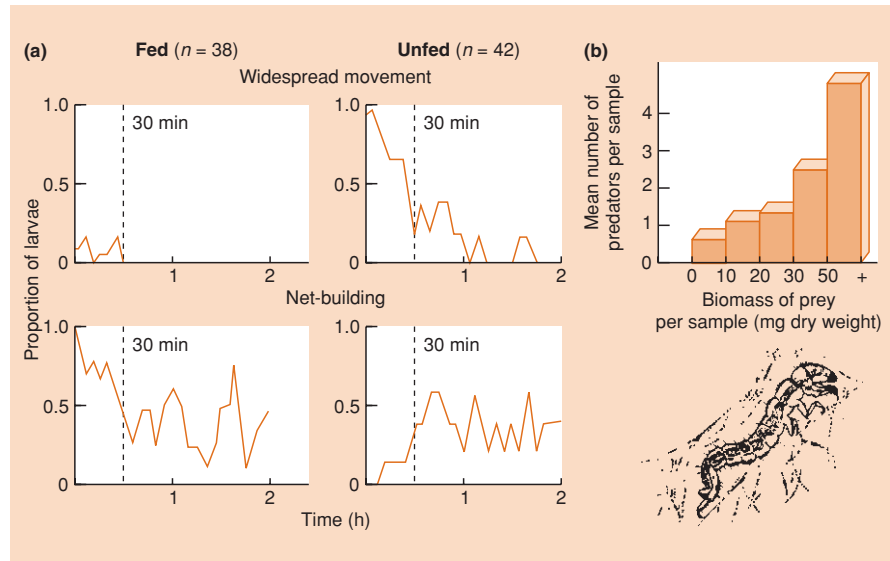 (a)
Fed (n = 38)
Unfed (n = 42)
Widespread movement
Proportion of larvae
1.0
0.5
0
30 min
1
2
1.0
0.5
0
30 min
1
2
Net-building
1.0
0.5
0
30 min
1
2
1.0
0.5
0
30 min
1
2
Time (h)
(b)
Mean number of
predators per sample
4
3
2
1
0
0
10
20
30
50
+
Biomass of prey
per sample (mg dry weight)